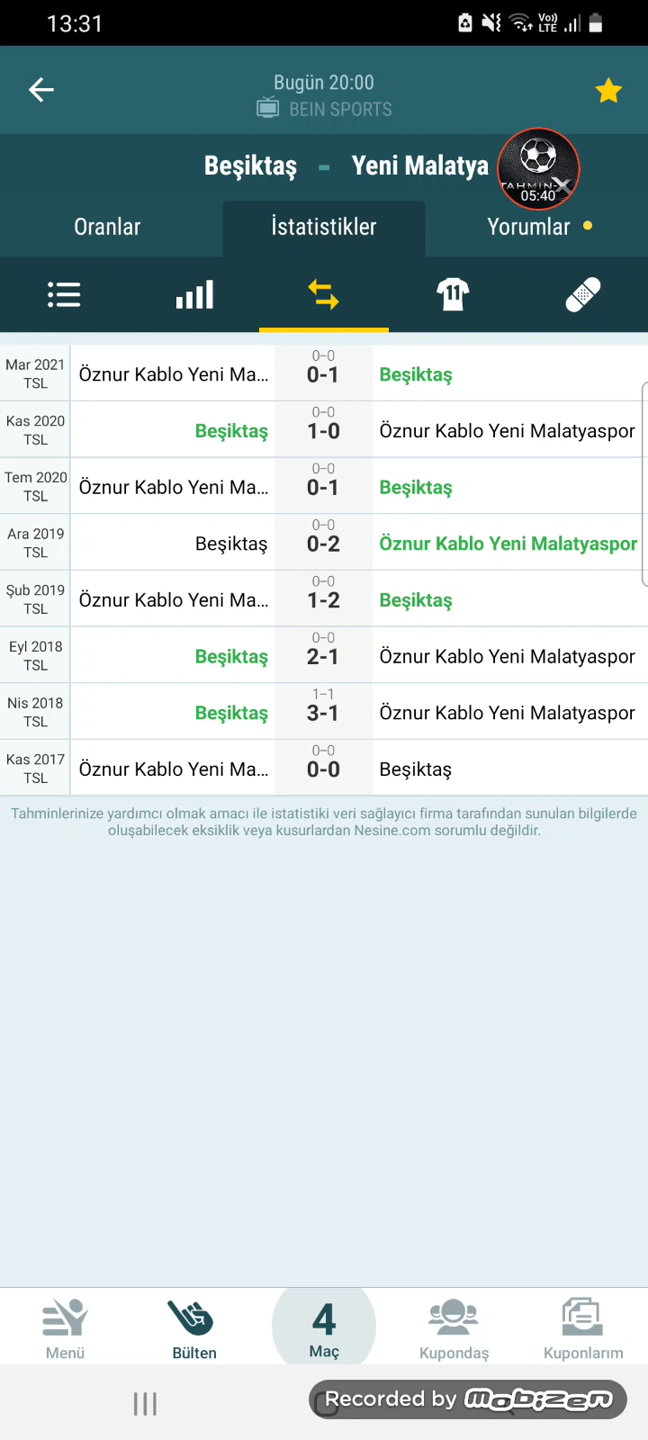 13:31
Vo))
LTE
Bugün 20:00
BEIN SPORTS
Beşiktaş - Yeni Malatya
TAHMIN-X
05:40
Oranlar
İstatistikler
Yorumlar
11
Mar 2021
TSL
Öznur Kablo Yeni Ma...
0-0
0-1
Beşiktaş
Kas 2020
TSL
Beşiktaş
0-0
1-0
Öznur Kablo Yeni Malatyaspor
Tem 2020
TSL
Öznur Kablo Yeni Ma...
0-0
0-1
Beşiktaş
Ara 2019
TSL
Beşiktaş
0-0
0-2
Öznur Kablo Yeni Malatyaspor
Şub 2019
TSL
Öznur Kablo Yeni Ma...
0-0
1-2
Beşiktaş
Eyl 2018
TSL
Beşiktaş
0-0
2-1
Öznur Kablo Yeni Malatyaspor
Nis 2018
TSL
Beşiktaş
1-1
3-1
Öznur Kablo Yeni Malatyaspor
Kas 2017
TSL
Öznur Kablo Yeni Ma...
0-0
0-0
Beşiktaş
Tahminlerinize yardımcı olmak amacı ile istatistiki veri sağlayıcı firma tarafından sunulan bilgilerde
oluşabilecek eksiklik veya kusurlardan Nesine.com sorumlu değildir.
Menü
Bülten
4
Maç
Kupondaş
Kuponlarım
Recorded by mobizen